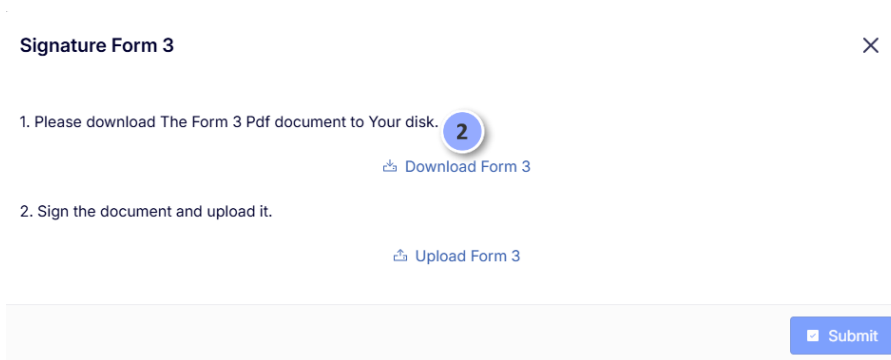 Signature Form 3
1. Please download The Form 3 Pdf document to Your disk.
2
Download Form 3
2. Sign the document and upload it.
Upload Form 3
Submit